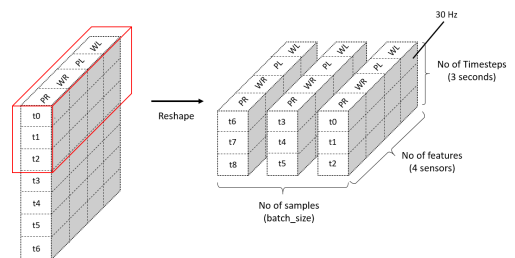 PR WR PL WL
t0
t1
t2
t3
t4
t5
t6
Reshape
PR WR PL WL
t6
t7
t8
PR WR PL WL
t3
t4
t5
PR WR PL WL
t0
t1
t2
30 Hz
No of Timesteps
(3 seconds)
No of features
(4 sensors)
No of samples
(batch_size)